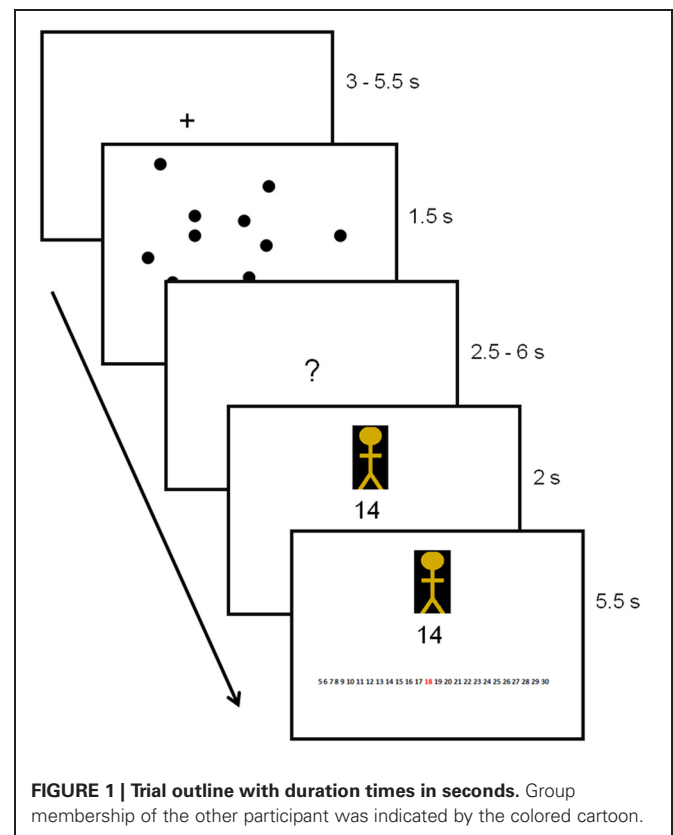 3 - 5.5 s
+
1.5 s
2.5 - 6 s
?
2 s
14
5.5 s
14
5 6 7 8 9 10 11 12 13 14 15 16 17 18 19 20 21 22 23 24 25 26 27 28 29 30
FIGURE 1 | Trial outline with duration times in seconds. Group
membership of the other participant was indicated by the colored cartoon.